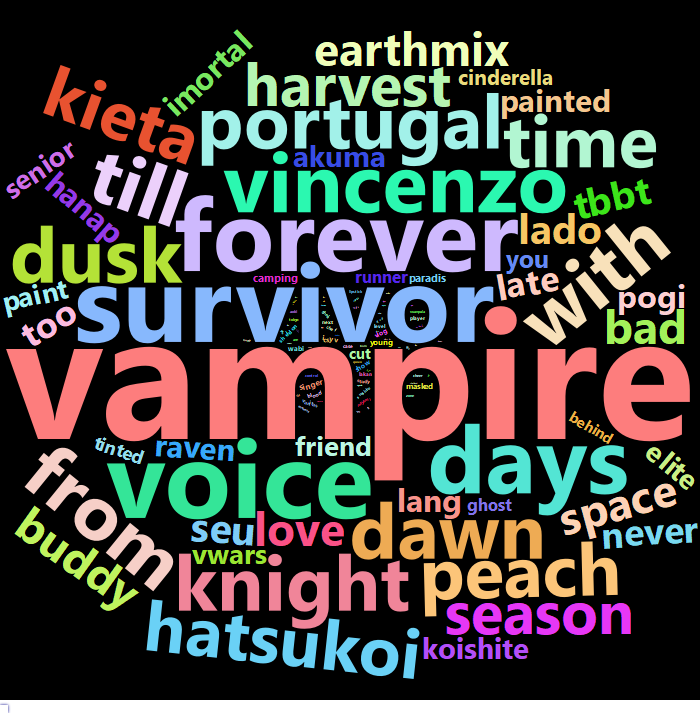 earthmix
imortal
harvest
cinderella
kieta
portugal
painted
time
senior
till
akuma
hanap
vincenzo
tbbt
forever
lado
dusk
you
with
camping
runner
paradis
late
paint
survivor
pogi
too
bad
young
cut
vampire
singer
masked
player
level
next
wabi
behind
tinted
raven
friend
days
elite
from
voice
lang
ghost
space
buddy
seu
love
dawn
never
vwars
knight
peach
season
hatsukoi
koishite